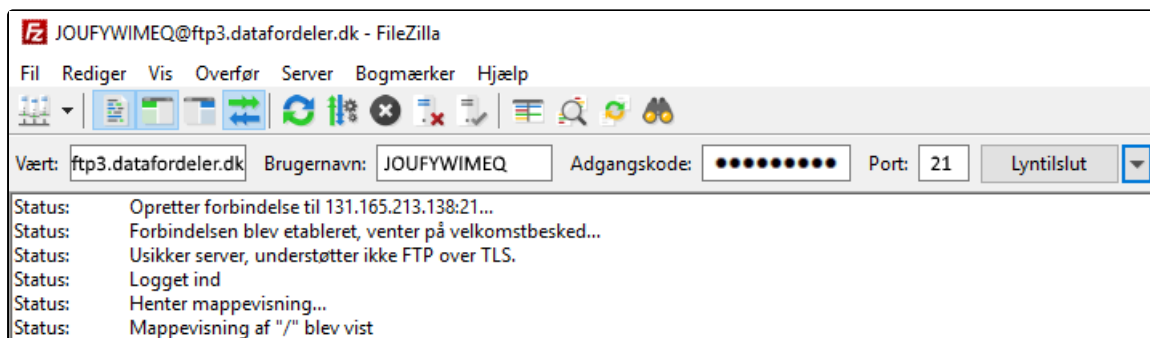 JOUFYWIMEQ@ftp3.datafordeler.dk - FileZilla
Fil Rediger Vis Overfør Server Bogmærker Hjælp
Vært: ftp3.datafordeler.dk Brugernavn: JOUFYWIMEQ Adgangskode: ●●●●●●●●● Port: 21 Lyntilslut
Status: Opretter forbindelse til 131.165.213.138:21...
Status: Forbindelsen blev etableret, venter på velkomstbesked...
Status: Usikker server, understøtter ikke FTP over TLS.
Status: Logget ind
Status: Henter mappevisning...
Status: Mappevisning af "/" blev vist